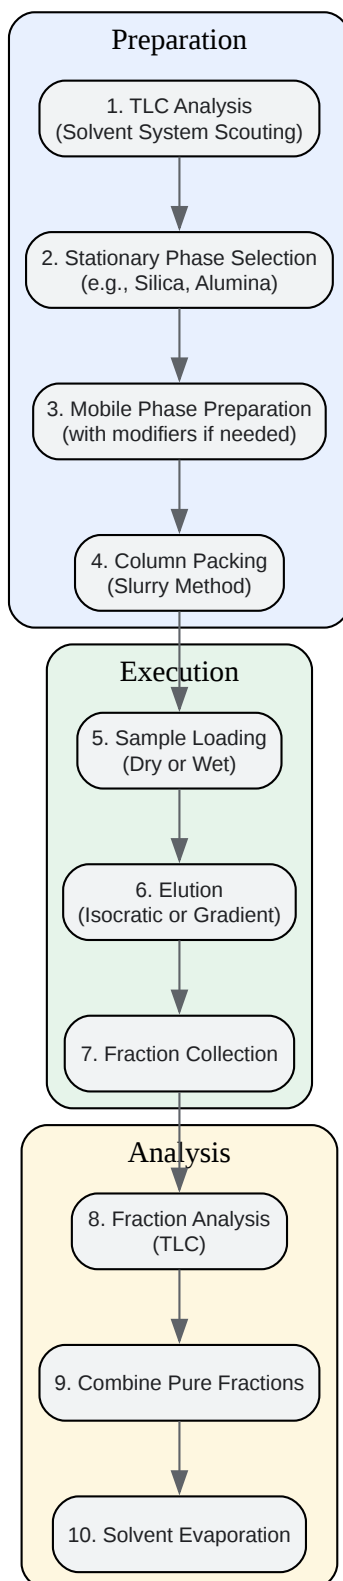 Preparation
1. TLC Analysis
(Solvent System Scouting)
2. Stationary Phase Selection
(e.g., Silica, Alumina)
3. Mobile Phase Preparation
(with modifiers if needed)
4. Column Packing
(Slurry Method)
Execution
5. Sample Loading
(Dry or Wet)
6. Elution
(Isocratic or Gradient)
7. Fraction Collection
Analysis
8. Fraction Analysis
(TLC)
9. Combine Pure Fractions
10. Solvent Evaporation